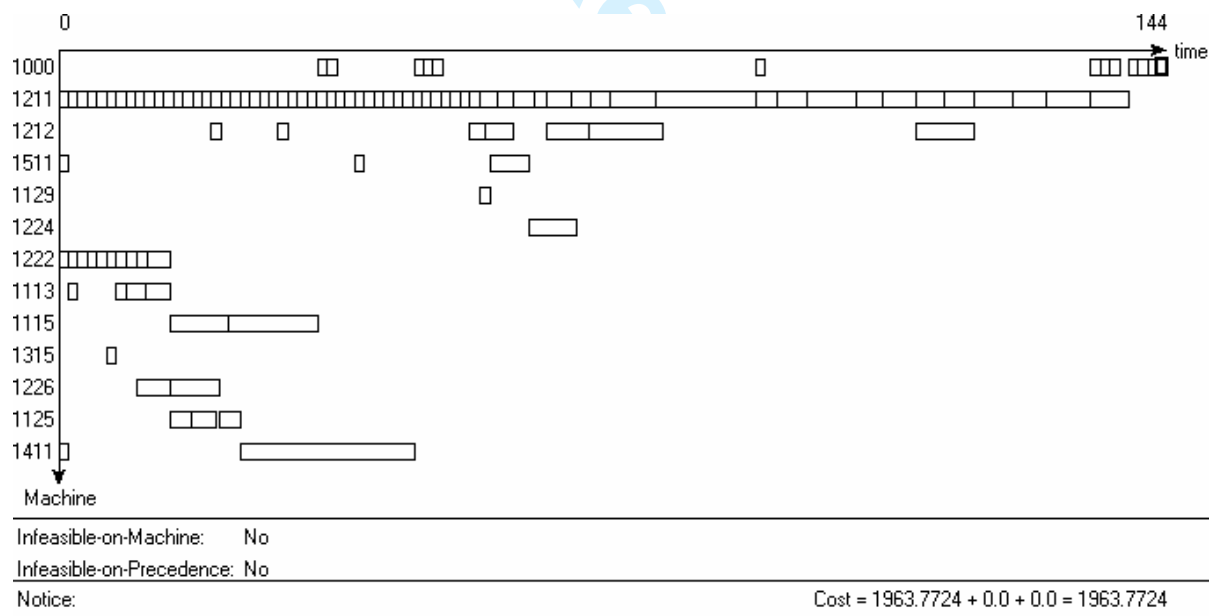 0 144
time
1000
1211
1212
1511
1129
1224
1222
1113
1115
1315
1226
1125
1411
Machine
Infeasible-on-Machine: No
Infeasible-on-Precedence: No
Notice: Cost = 1963.7724 + 0.0 + 0.0 = 1963.7724